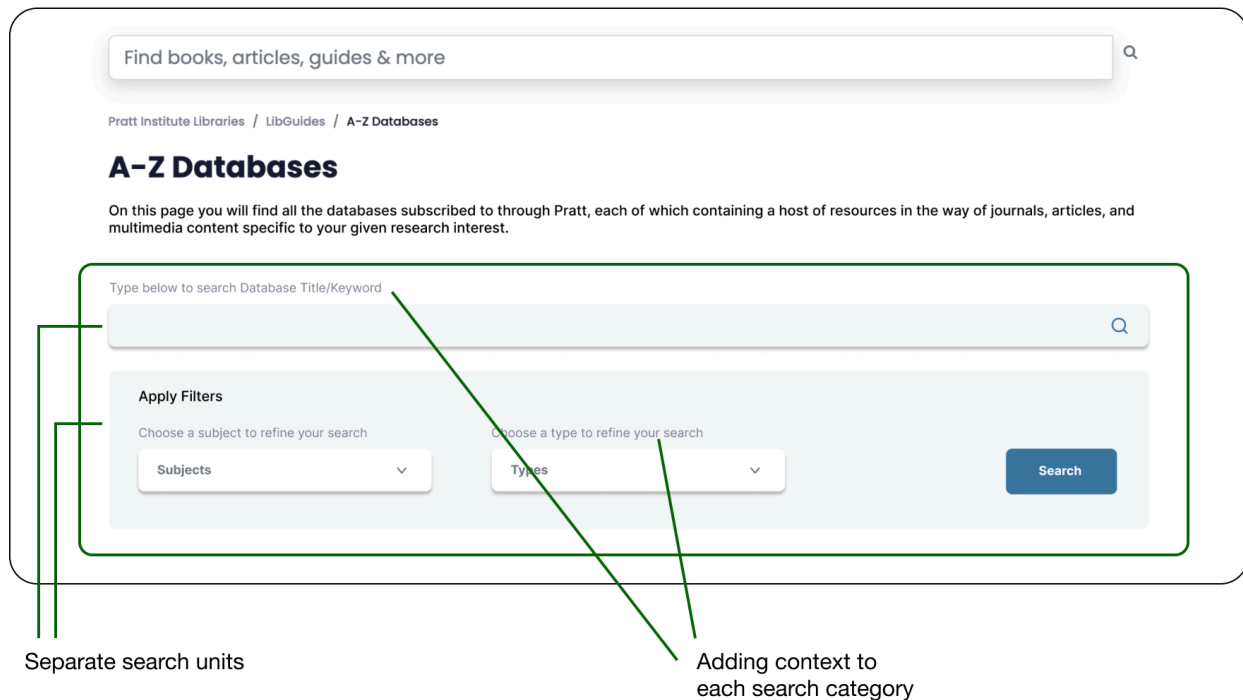 Find books, articles, guides & more
Pratt Institute Libraries / LibGuides / A-Z Databases
A-Z Databases
On this page you will find all the databases subscribed to through Pratt, each of which containing a host of resources in the way of journals, articles, and
multimedia content specific to your given research interest.
Type below to search Database Title/Keyword
Apply Filters
Choose a subject to refine your search
Choose a type to refine your search
Subjects
Types
Search
Separate search units
Adding context to
each search category